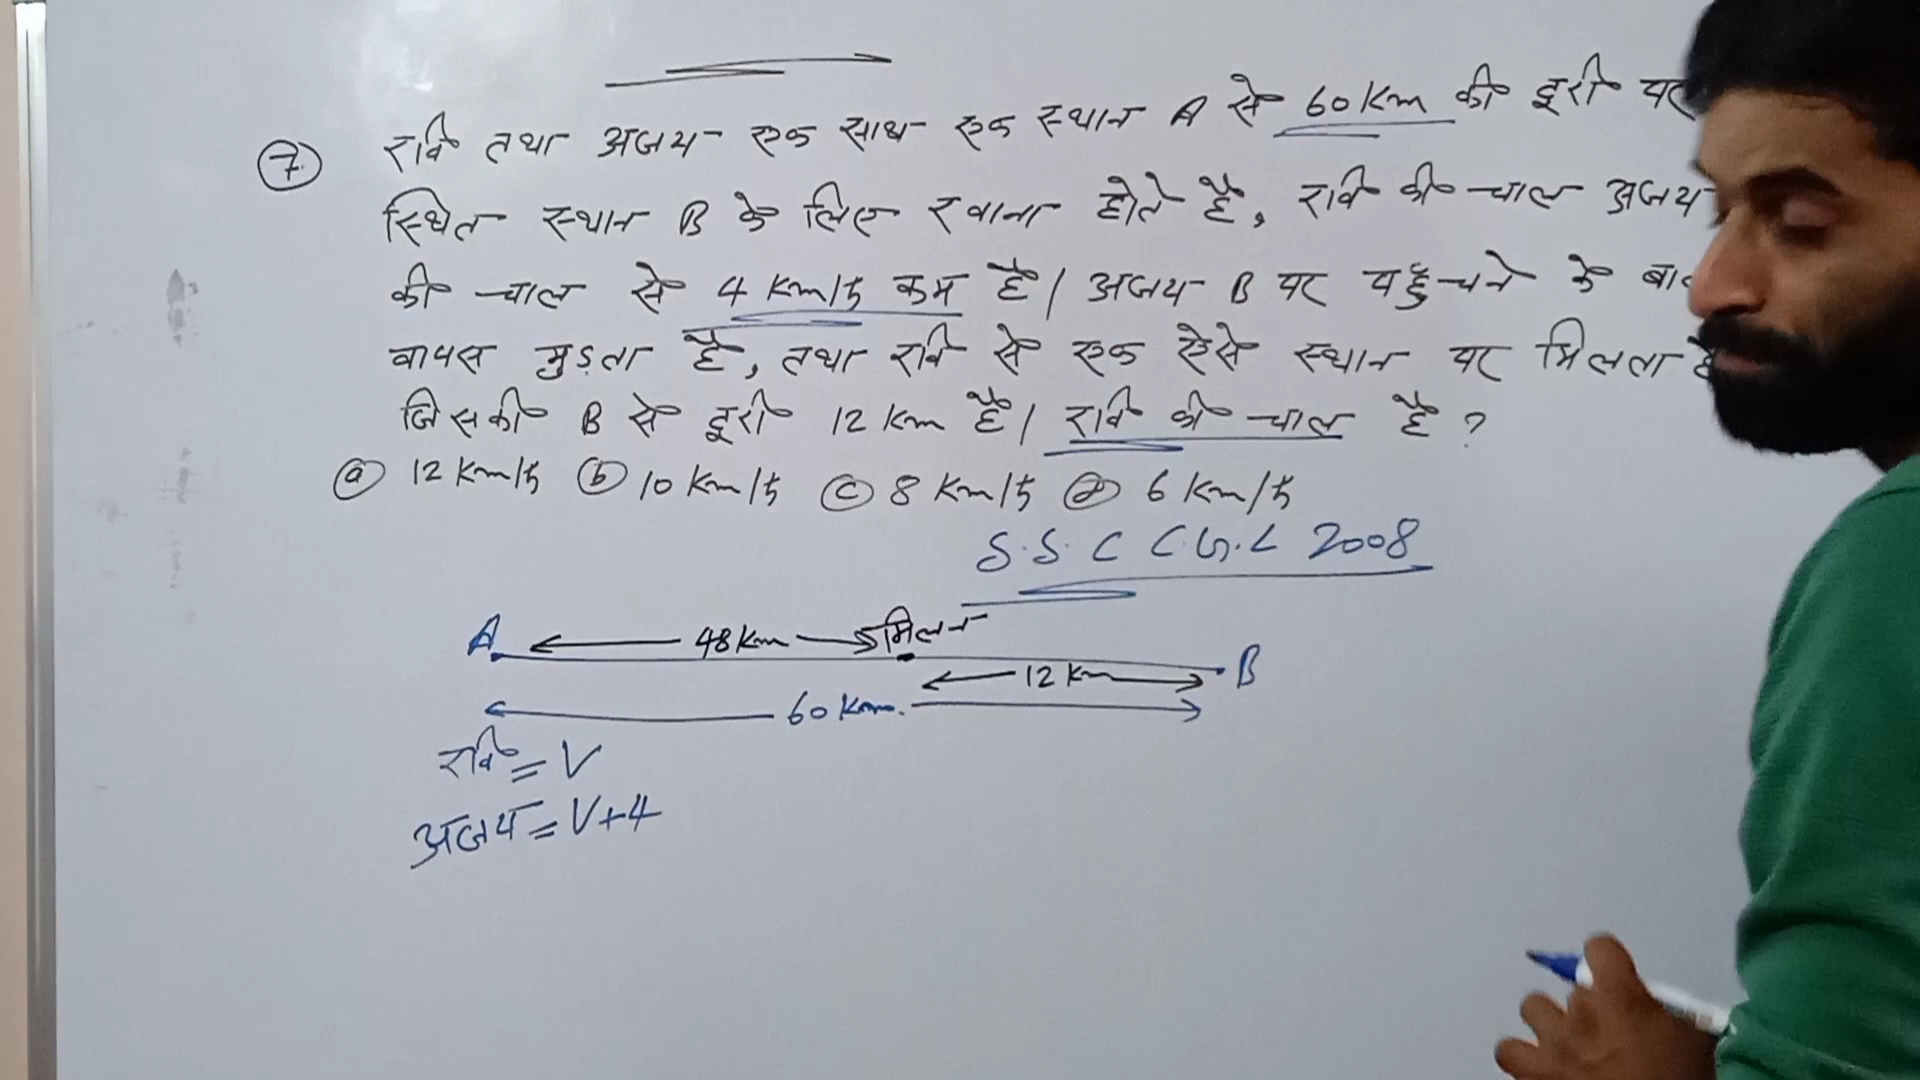 7. रवि तथा अजय एक साथ एक स्थान A से 60 Km की दूरी पर
स्थित स्थान B के लिए रवाना होते है, रवि की चाल अजय
की चाल से 4 Km/h कम है। अजय B पर पहुँचने के बाद
वापस मुड़ता है, तथा रवि से एक ऐसे स्थान पर मिलता है
जिसकी B से दूरी 12 Km है। रवि की चाल है ?
(a) 12 Km/h (b) 10 Km/h (c) 8 Km/h (d) 6 Km/h
S.S.C C.G.L 2008
A 48 Km मिलन
12 Km B
60 Km.
रवि = V
अजय = V+4